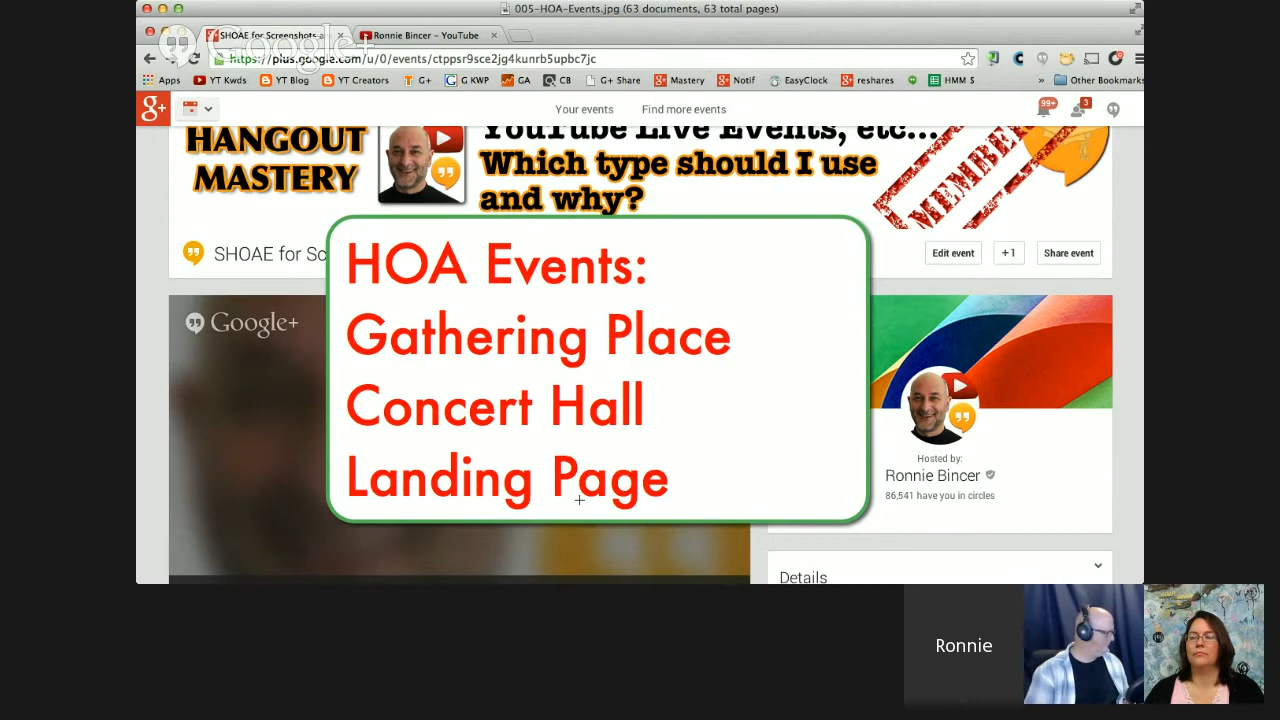 005-HOA-Events.jpg (63 documents, 63 total pages)
SHOAE for Screenshots
Ronnie Bincer - YouTube
Google+
https://plus.google.com/u/0/events/ctppsr9sce2jg4kunrb5upbc7jc
Apps YT Kwds YT Blog YT Creators G+ G KWP GA CB G+ Share Mastery Notif EasyClock reshares HMM S » Other Bookmarks
g+ Your events Find more events 99+ 3
HANGOUT
MASTERY
YouTube Live Events, etc...
Which type should I use
and why?
MEMBE
SHOAE for Sc
Edit event +1 Share event
HOA Events:
Gathering Place
Concert Hall
Landing Page
Google+
Hosted by:
Ronnie Bincer
86,541 have you in circles
Details
Ronnie